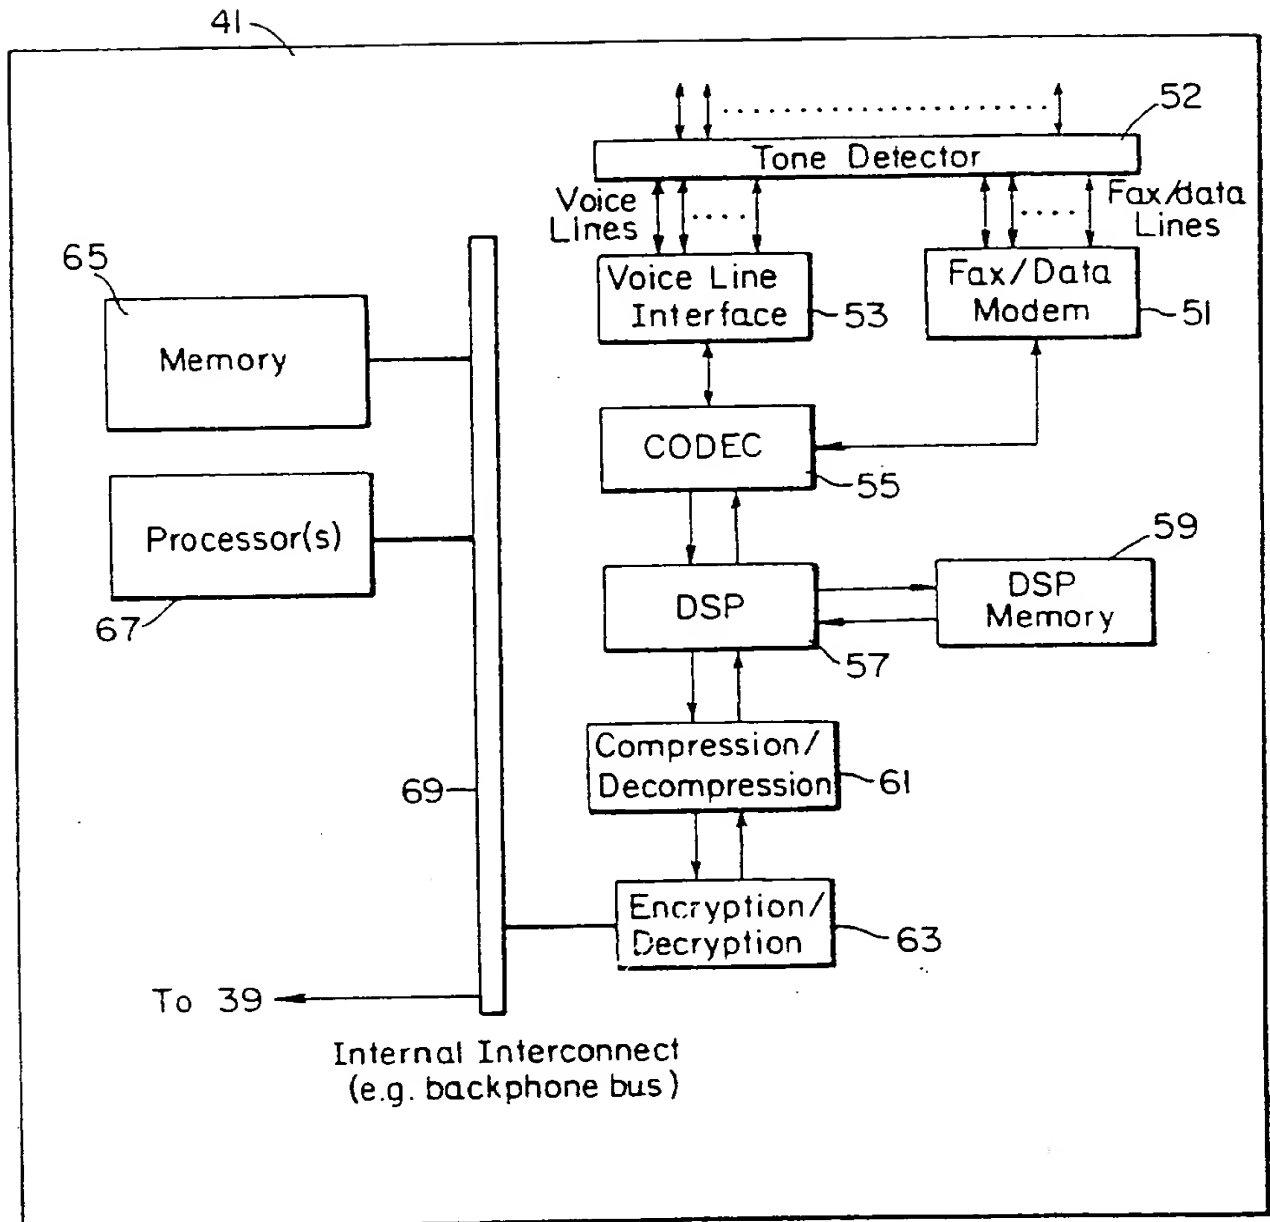 41
52
Tone Detector
Voice
Lines
Fax/data
Lines
65
Memory
Voice Line
Interface
53
Fax/Data
Modem
51
CODEC
55
Processor(s)
67
DSP
57
59
DSP
Memory
Compression/
Decompression
61
69
Encryption/
Decryption
63
To 39
Internal Interconnect
(e.g. backphone bus)